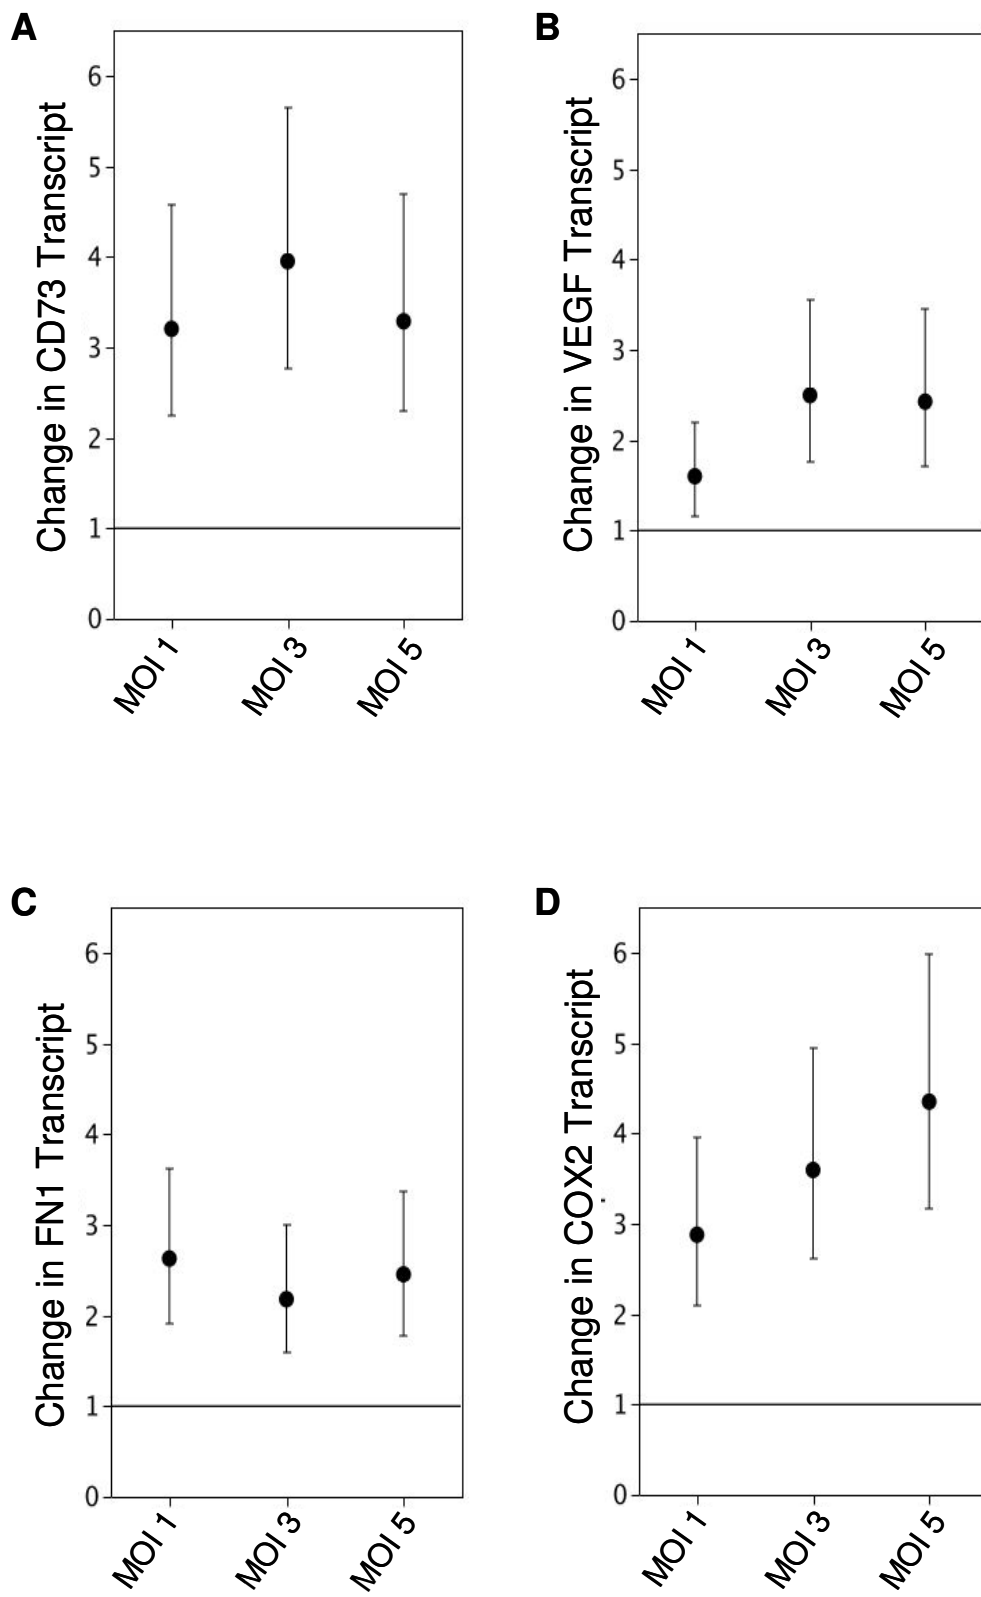 A
Change in CD73 Transcript
6
5
4
3
2
1
0
MOI 1
MOI 3
MOI 5
B
Change in VEGF Transcript
6
5
4
3
2
1
0
MOI 1
MOI 3
MOI 5
C
Change in FN1 Transcript
6
5
4
3
2
1
0
MOI 1
MOI 3
MOI 5
D
Change in COX2 Transcript
6
5
4
3
2
1
0
MOI 1
MOI 3
MOI 5